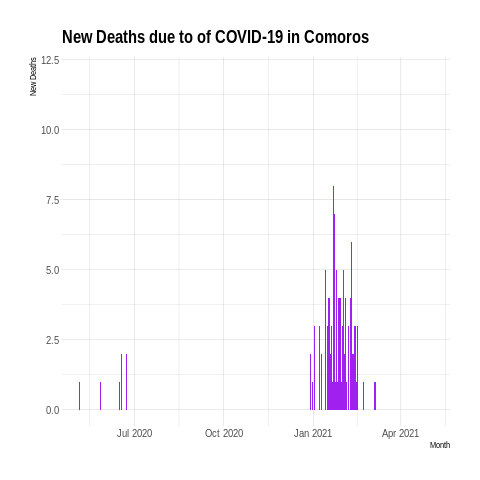 New Deaths due to of COVID-19 in Comoros
New Deaths
12.5
10.0
7.5
5.0
2.5
0.0
Jul 2020 Oct 2020 Jan 2021 Apr 2021
Month